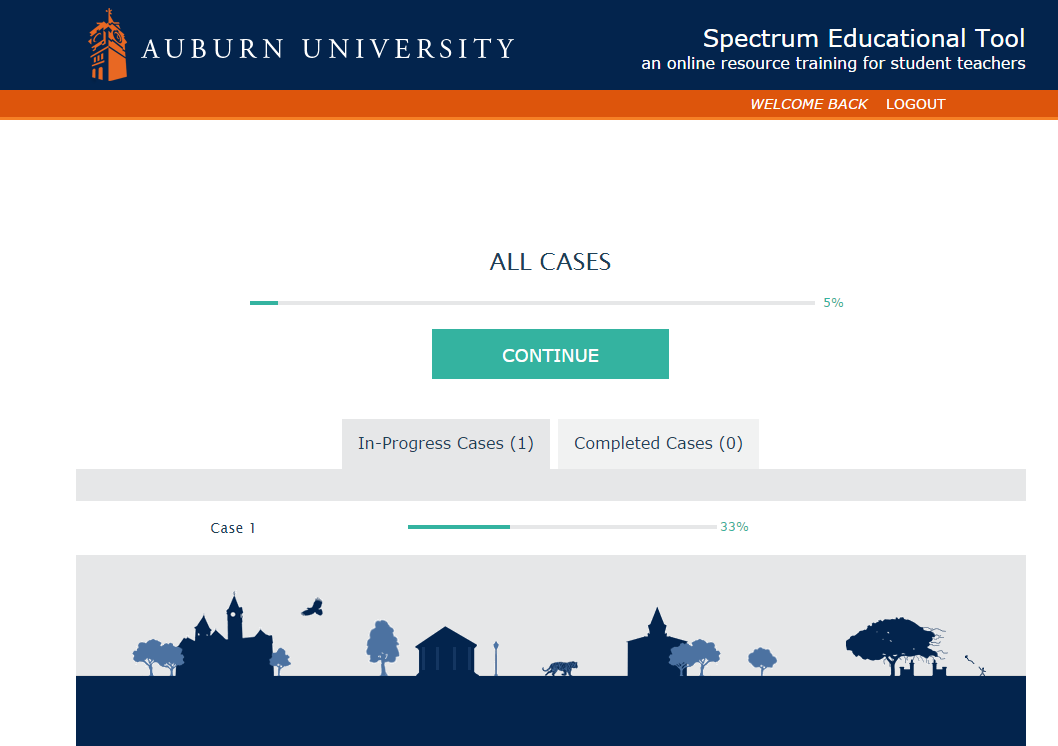 AUBURN UNIVERSITY
Spectrum Educational Tool
an online resource training for student teachers
WELCOME BACK LOGOUT
ALL CASES
5%
CONTINUE
In-Progress Cases (1) Completed Cases (0)
Case 1 33%